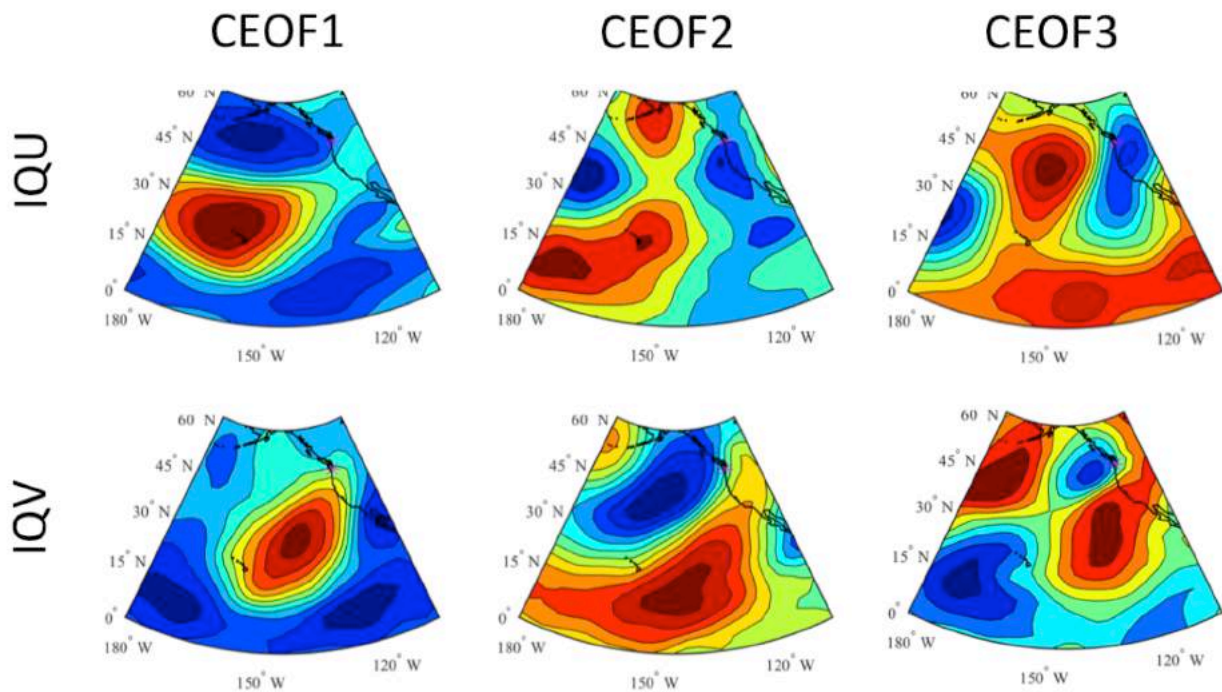 CEOF1 CEOF2 CEOF3
IQU
60 N 60 N 60
45° N 45° N 45° N
30° N 30° N 30° N
15° N 15° N 15° N
0° 0° 0°
180° W 120° W 180° W 120° W 180° W 120° W
150° W 150° W 150° W
IQV
60 N 60 N 60 N
45° N 45° N 45° N
30° N 30° N 30° N
15° N 15° N 15° N
0° 0° 0°
180° W 120° W 180° W 120° W 180° W 120° W
150° W 150° W 150° W